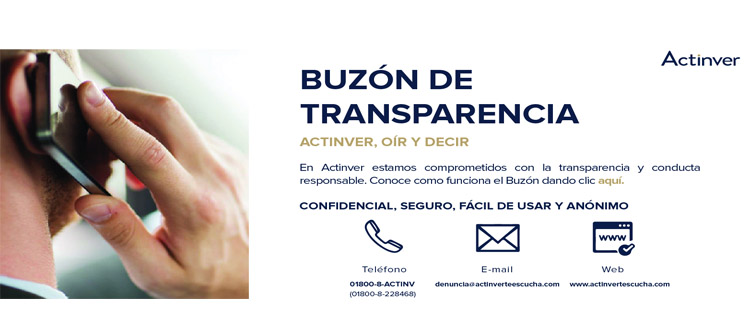 Actinver
BUZÓN DE
TRANSPARENCIA
ACTINVER, OÍR Y DECIR
En Actinver estamos comprometidos con la transparencia y conducta
responsable. Conoce como funciona el Buzón dando clic aquí.
CONFIDENCIAL, SEGURO, FÁCIL DE USAR Y ANÓNIMO
www
Teléfono
01800-8-ACTINV
(01800-8-228468)
E-mail
denuncia@actinverteescucha.com
Web
www.actinvertescucha.com